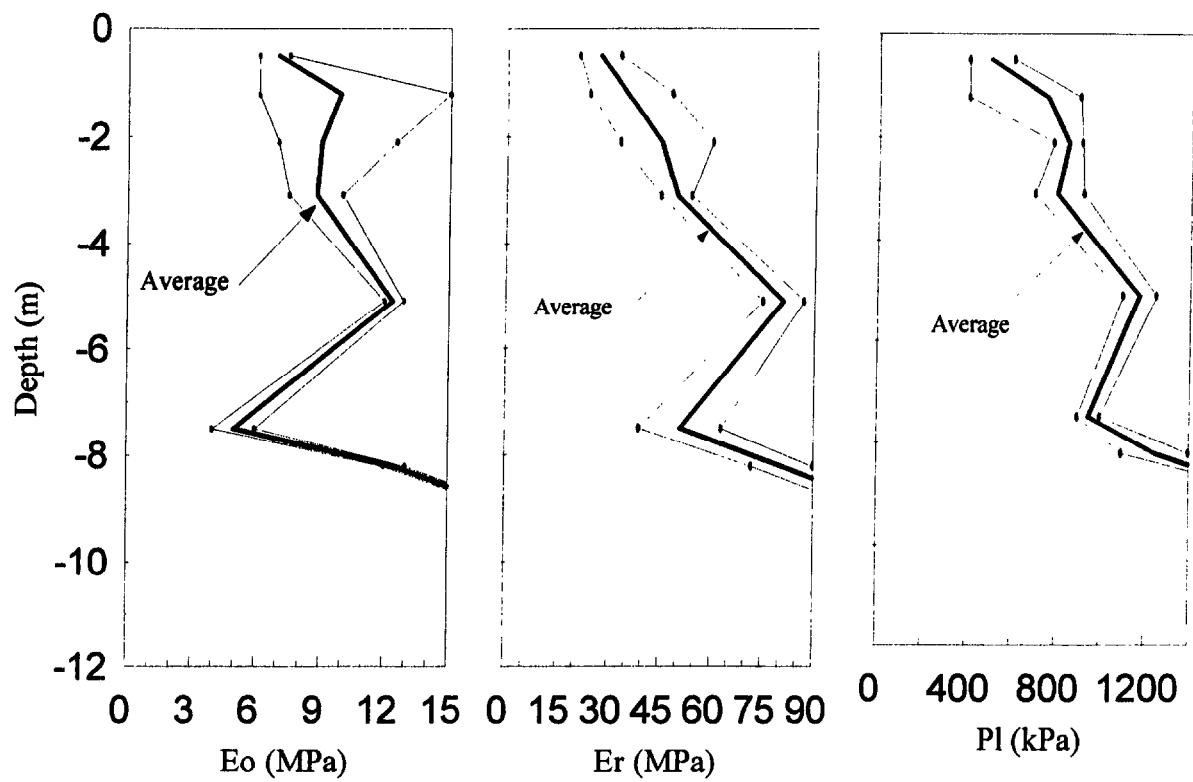 0
-2
-4
-6
-8
-10
-12
Depth (m)
Average
Average
Average
0 3 6 9 12 15
0 15 30 45 60 75 90
0 400 800 1200
Eo (MPa)
Er (MPa)
Pl (kPa)